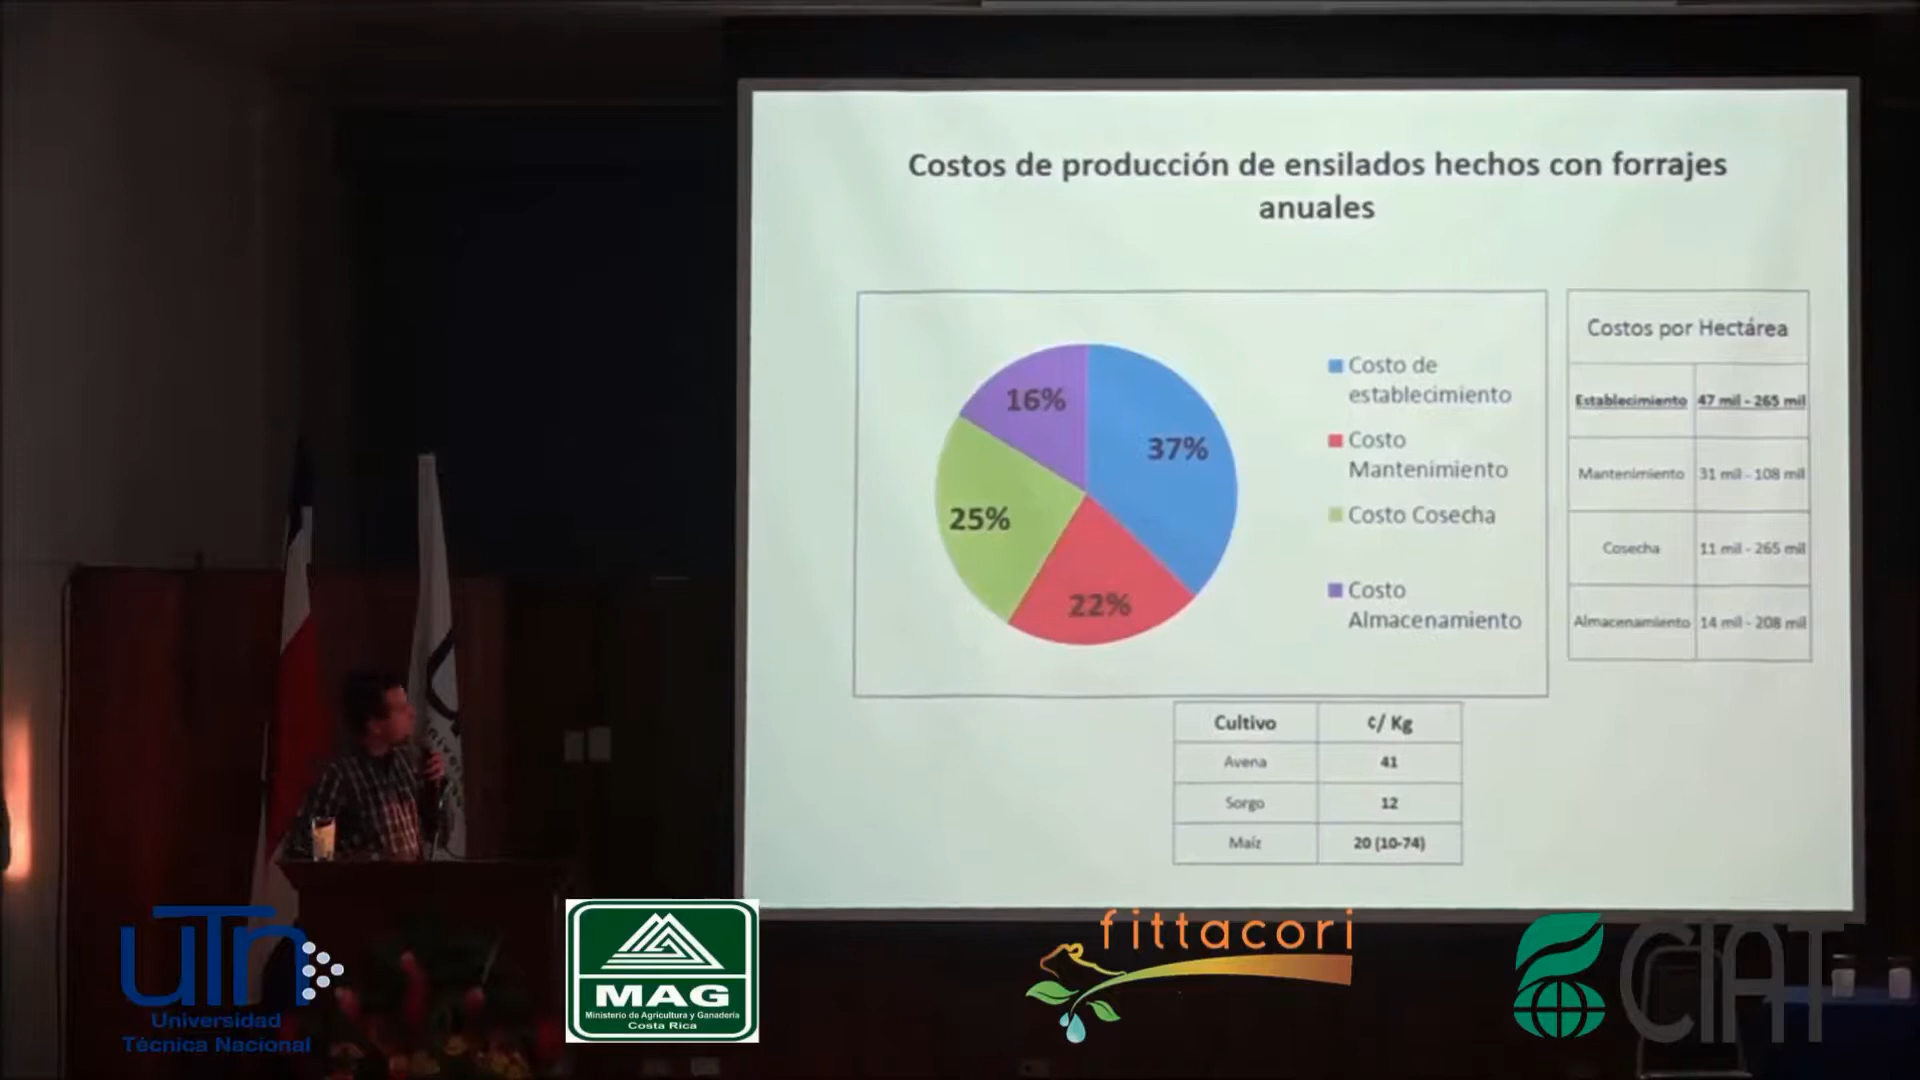 Costos de producción de ensilados hechos con forrajes
anuales
16%
37%
25%
22%
Costo de
establecimiento
Costo
Mantenimiento
Costo Cosecha
Costo
Almacenamiento
Costos por Hectárea
Establecimiento 47 mil - 265 mil
Mantenimiento 31 mil - 108 mil
Cosecha 11 mil - 265 mil
Almacenamiento 14 mil - 208 mil
Cultivo ¢/ Kg
Avena 41
Sorgo 12
Maíz 20 (10-74)
uTn
Universidad
Técnica Nacional
MAG
Ministerio de Agricultura y Ganadería
Costa Rica
fittacori
CIAT